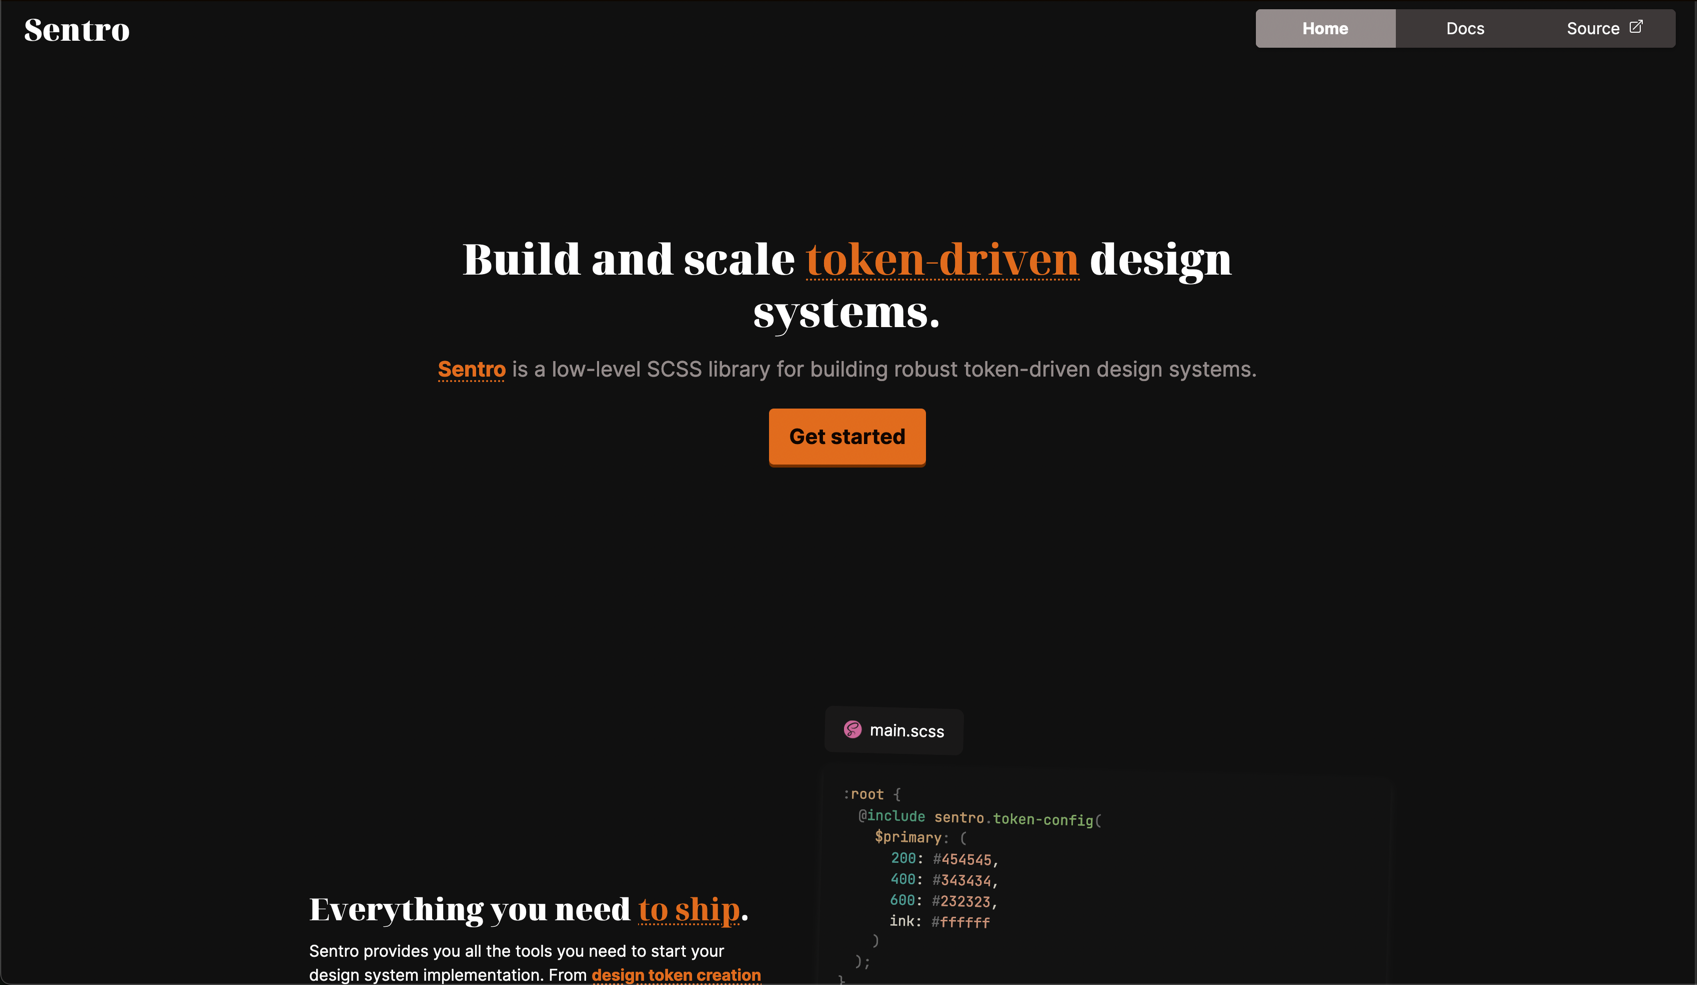 Sentro
Home
Docs
Source
Build and scale token-driven design
systems.
Sentro is a low-level SCSS library for building robust token-driven design systems.
Get started
main.scss
:root {
@include sentro.token-config(
$primary: (
200: #454545,
400: #343434,
600: #232323,
ink: #ffffff
)
);
}
Everything you need to ship.
Sentro provides you all the tools you need to start your
design system implementation. From design token creation